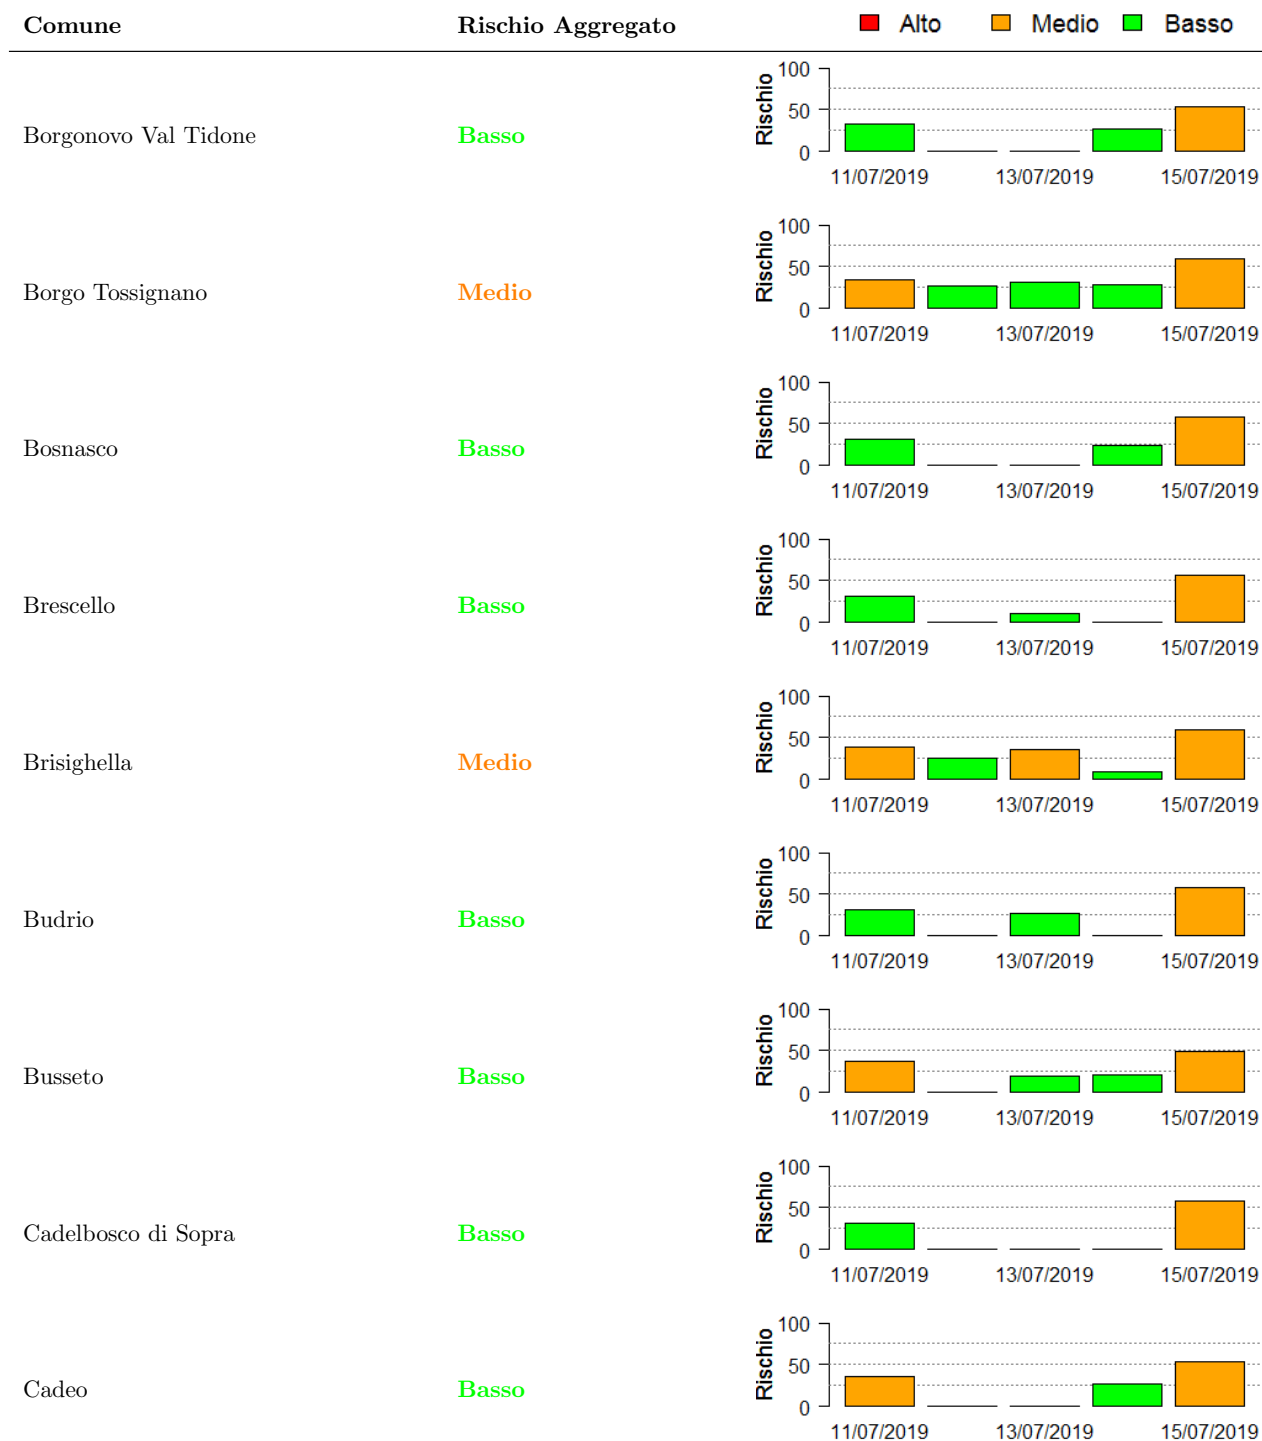 Comune Rischio Aggregato Alto Medio Basso
100
50
0
Rischio
Borgonovo Val Tidone Basso
11/07/2019 13/07/2019 15/07/2019
100
50
0
Rischio
Borgo Tossignano Medio
11/07/2019 13/07/2019 15/07/2019
100
50
0
Rischio
Bosnasco Basso
11/07/2019 13/07/2019 15/07/2019
100
50
0
Rischio
Brescello Basso
11/07/2019 13/07/2019 15/07/2019
100
50
0
Rischio
Brisighella Medio
11/07/2019 13/07/2019 15/07/2019
100
50
0
Rischio
Budrio Basso
11/07/2019 13/07/2019 15/07/2019
100
50
0
Rischio
Busseto Basso
11/07/2019 13/07/2019 15/07/2019
100
50
0
Rischio
Cadelbosco di Sopra Basso
11/07/2019 13/07/2019 15/07/2019
100
50
0
Rischio
Cadeo Basso
11/07/2019 13/07/2019 15/07/2019